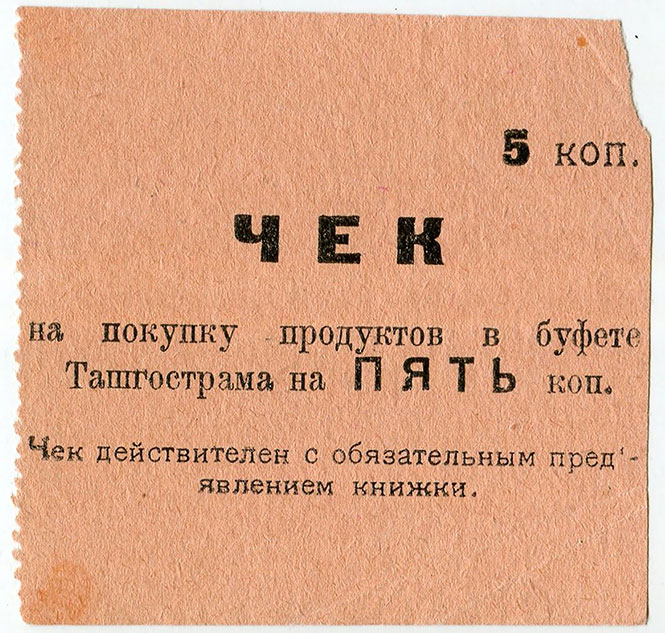 5 коп.
ЧЕК
на покупку продуктов в буфете
Ташгострама на ПЯТЬ коп.
Чек действителен с обязательным пред'-
явлением книжки.